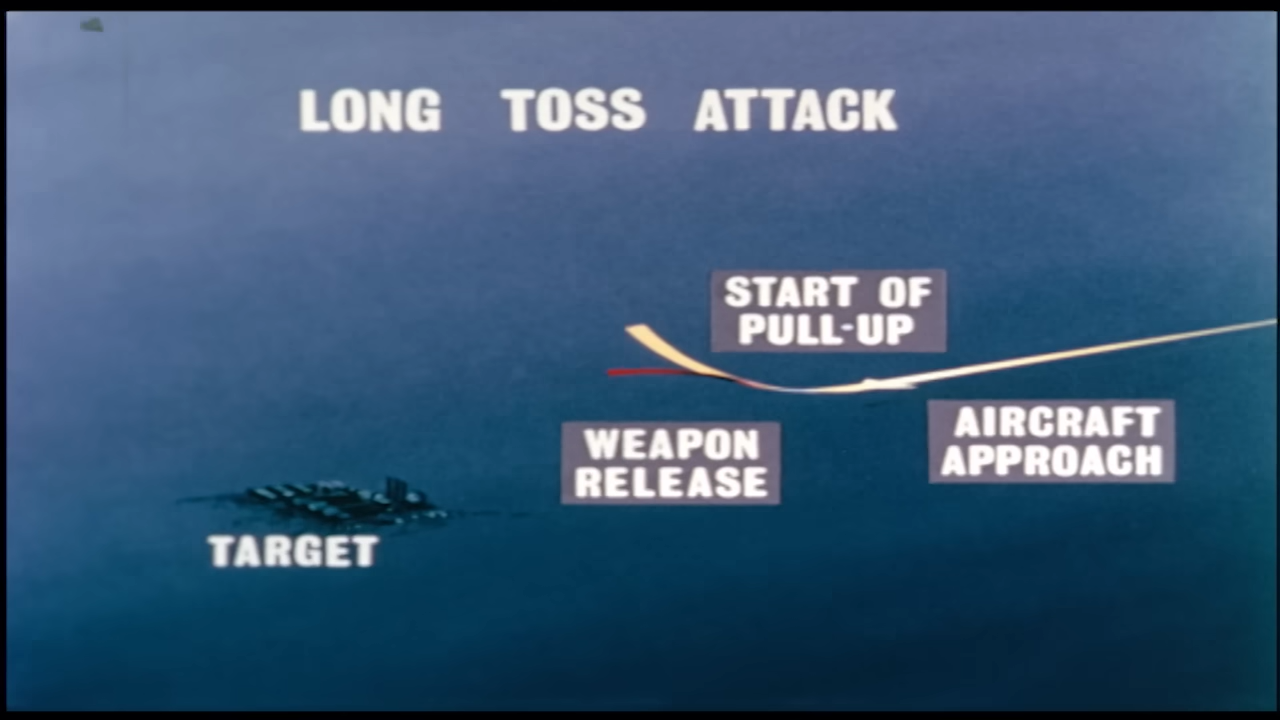 LONG TOSS ATTACK
START OF
PULL-UP
AIRCRAFT
APPROACH
WEAPON
RELEASE
TARGET